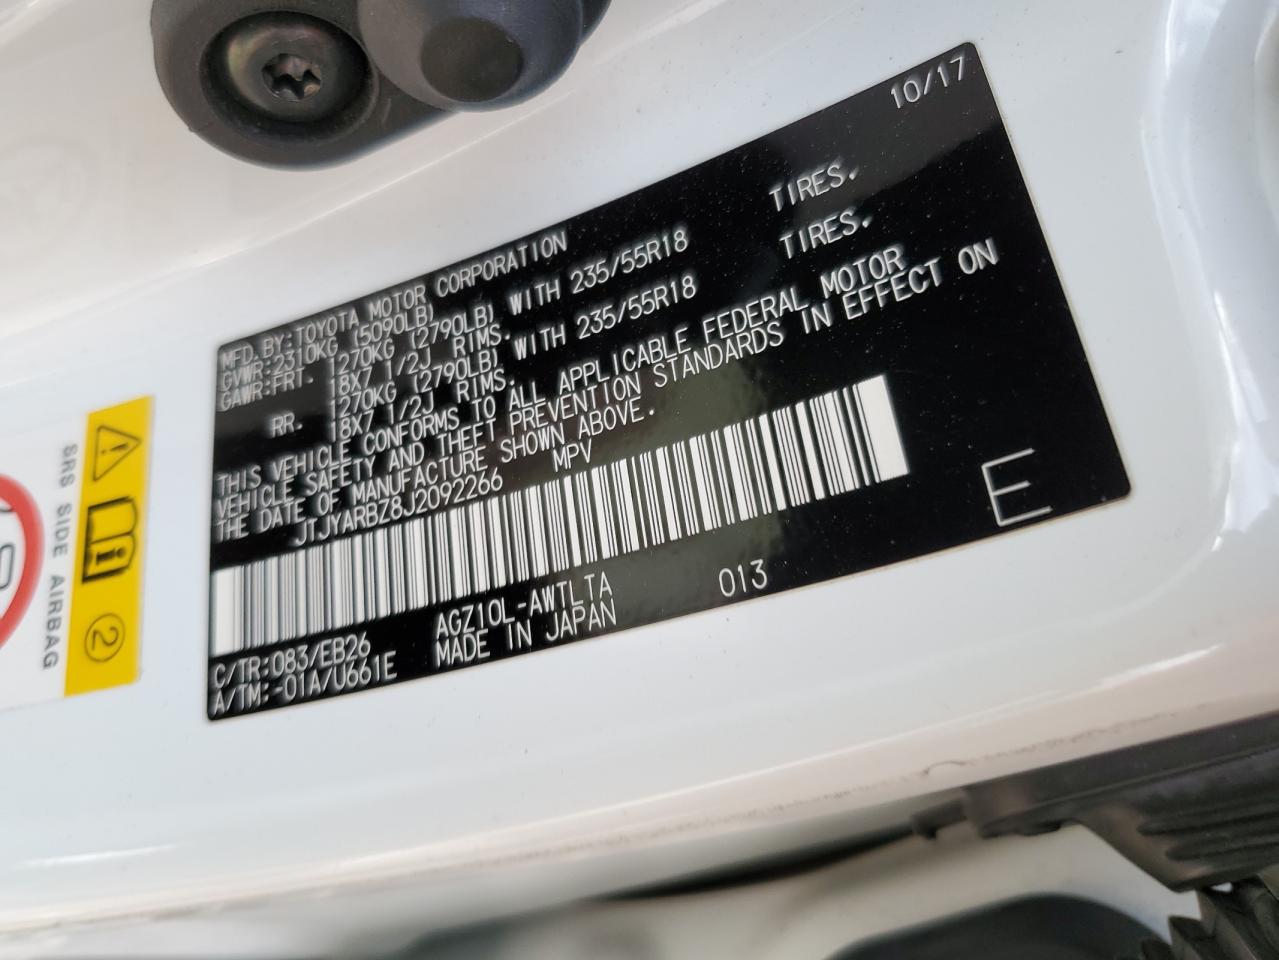 10/17
MFD.BY:TOYOTA MOTOR CORPORATION
GVWR:2310KG (5090LB)
GAWR:FRT. 1270KG (2790LB) WITH 235/55R18 TIRES.
18X7 1/2J RIMS.
RR. 1270KG (2790LB) WITH 235/55R18 TIRES.
18X7 1/2J RIMS.
THIS VEHICLE CONFORMS TO ALL APPLICABLE FEDERAL MOTOR
VEHICLE SAFETY AND THEFT PREVENTION STANDARDS IN EFFECT ON
THE DATE OF MANUFACTURE SHOWN ABOVE.
JTJYARBZ8J2092266 MPV
E
C/TR:083/EB26 AGZ10L-AWTLTA 013
A/TM:-01A/U661E MADE IN JAPAN
SRS SIDE AIRBAG
2